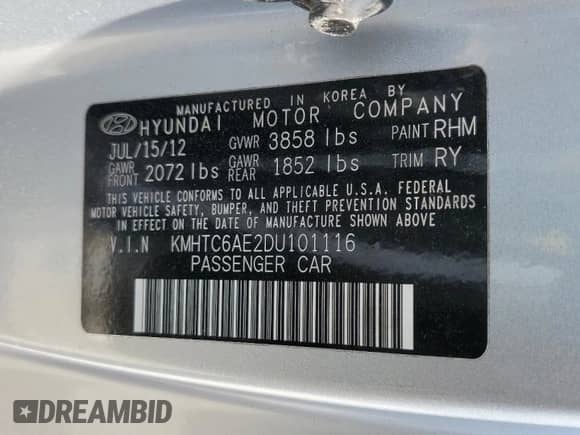 MANUFACTURED IN KOREA BY
HYUNDAI MOTOR COMPANY
JUL/15/12 GVWR 3858 lbs PAINT RHM
GAWR FRONT 2072 lbs GAWR REAR 1852 lbs TRIM RY
THIS VEHICLE CONFORMS TO ALL APPLICABLE U.S.A. FEDERAL
MOTOR VEHICLE SAFETY, BUMPER, AND THEFT PREVENTION STANDARDS
IN EFFECT ON THE DATE OF MANUFACTURE SHOWN ABOVE
V.I.N KMHTC6AE2DU101116
PASSENGER CAR
DREAMBID